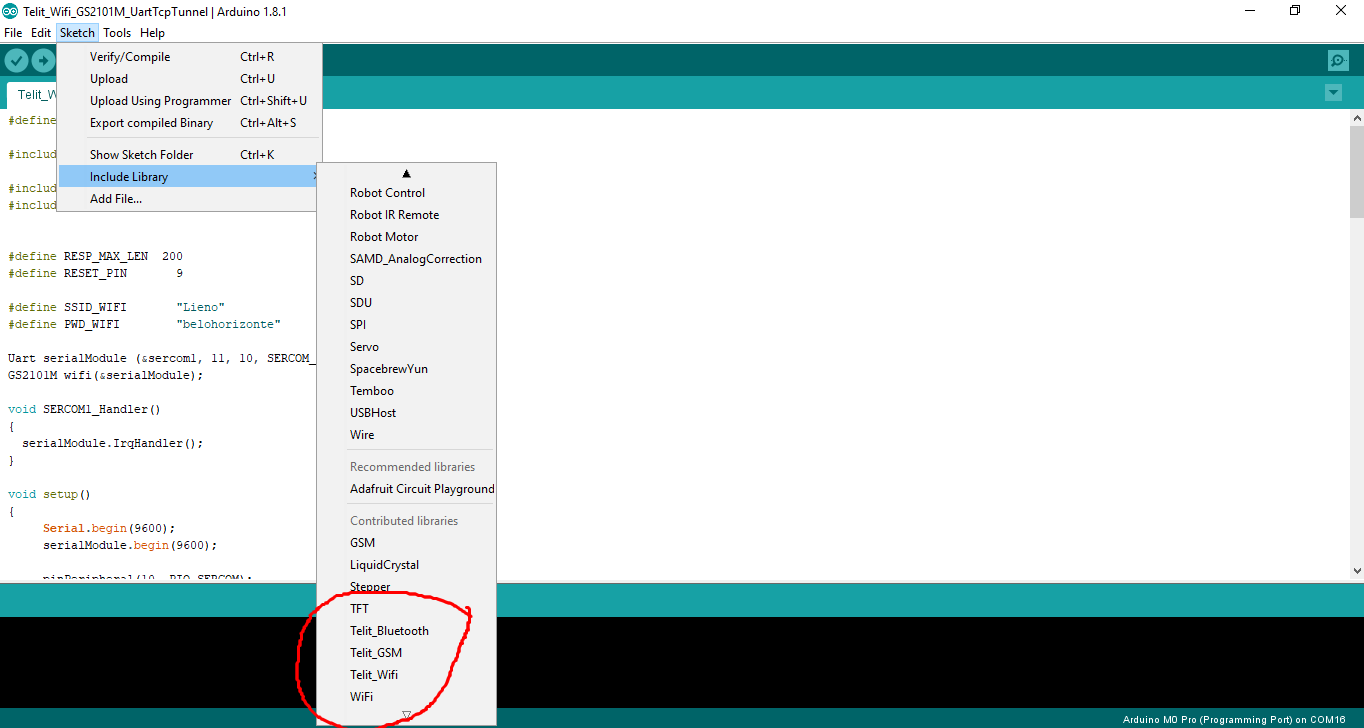 Telit_Wifi_GS2101M_UartTcpTunnel | Arduino 1.8.1
File Edit Sketch Tools Help
Verify/Compile Ctrl+R
Upload Ctrl+U
Upload Using Programmer Ctrl+Shift+U
Export compiled Binary Ctrl+Alt+S
Show Sketch Folder Ctrl+K
Include Library
Add File...
Telit_W
#define
#includ
#includ
#includ
#define RESP_MAX_LEN 200
#define RESET_PIN 9
#define SSID_WIFI "Lieno"
#define PWD_WIFI "belohorizonte"
Uart serialModule (&sercom1, 11, 10, SERCOM_
GS2101M wifi(&serialModule);
void SERCOM1_Handler()
{
serialModule.IrqHandler();
}
void setup()
{
Serial.begin(9600);
serialModule.begin(9600);
pinPeripheral(10, PIO_SERCOM);
Robot Control
Robot IR Remote
Robot Motor
SAMD_AnalogCorrection
SD
SDU
SPI
Servo
SpacebrewYun
Temboo
USBHost
Wire
Recommended libraries
Adafruit Circuit Playground
Contributed libraries
GSM
LiquidCrystal
Stepper
TFT
Telit_Bluetooth
Telit_GSM
Telit_Wifi
WiFi
Arduino M0 Pro (Programming Port) on COM16